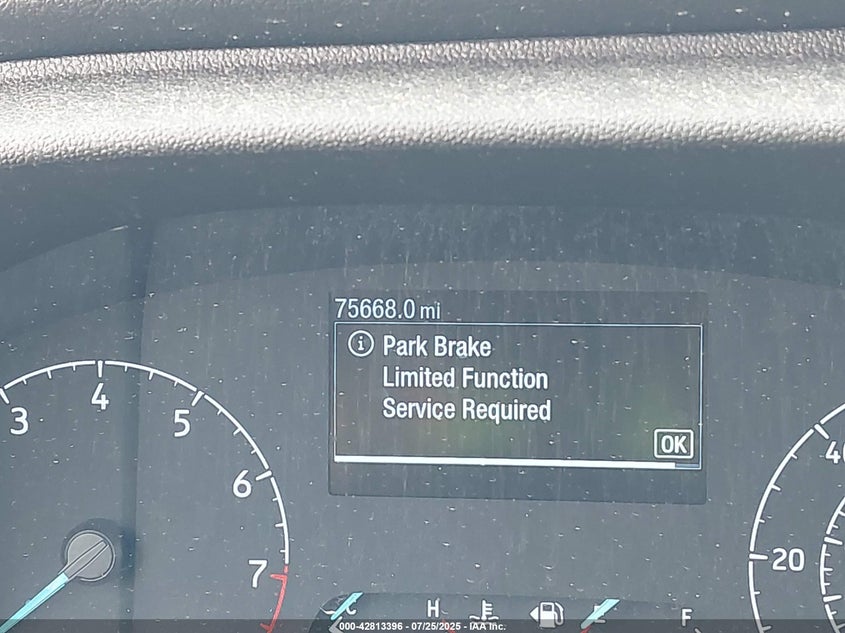 75668.0 mi
ⓘ Park Brake
Limited Function
Service Required
OK
3
4
5
6
7
20
C
H
E
F
000-42813396 - 07/25/2025 - IAA Inc.